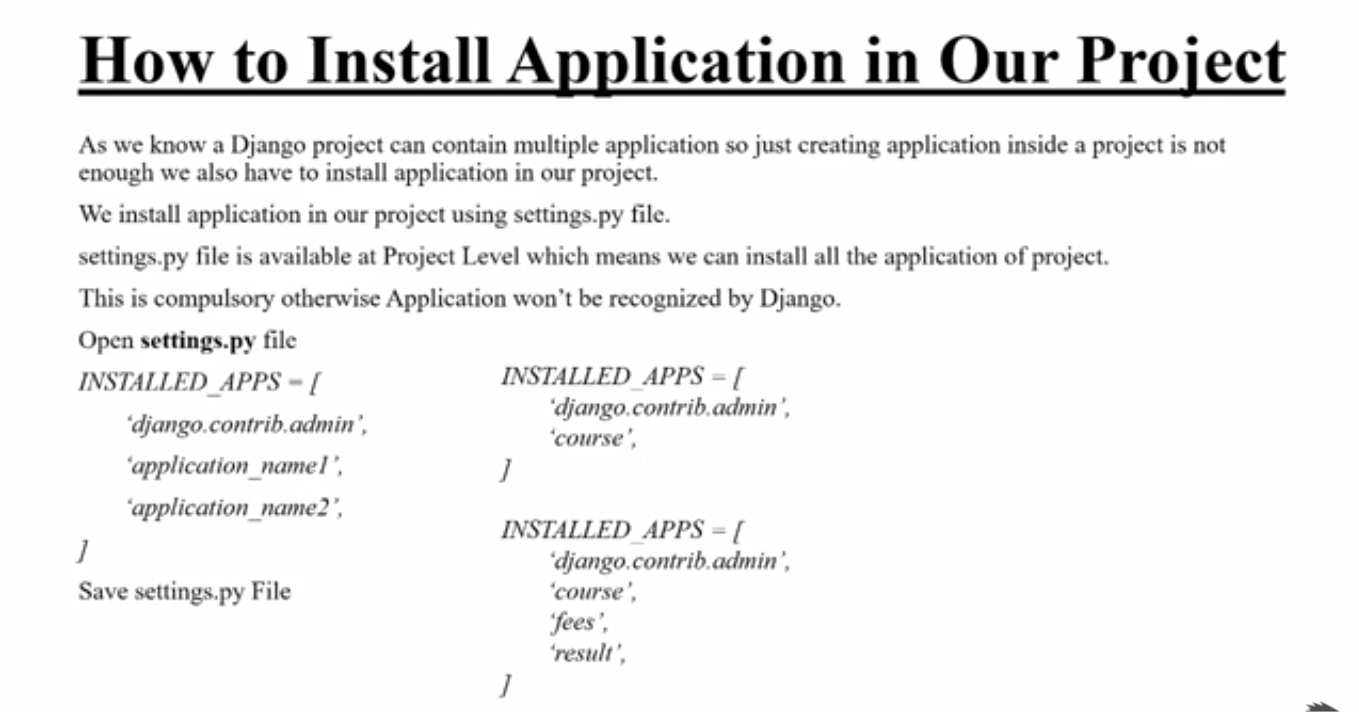 How to Install Application in Our Project
As we know a Django project can contain multiple application so just creating application inside a project is not
enough we also have to install application in our project.
We install application in our project using settings.py file.
settings.py file is available at Project Level which means we can install all the application of project.
This is compulsory otherwise Application won’t be recognized by Django.
Open settings.py file
INSTALLED_APPS = [
‘django.contrib.admin’,
‘application_name1’,
‘application_name2’,
]
Save settings.py File
INSTALLED_APPS = [
‘django.contrib.admin’,
‘course’,
]
INSTALLED_APPS = [
‘django.contrib.admin’,
‘course’,
‘fees’,
‘result’,
]